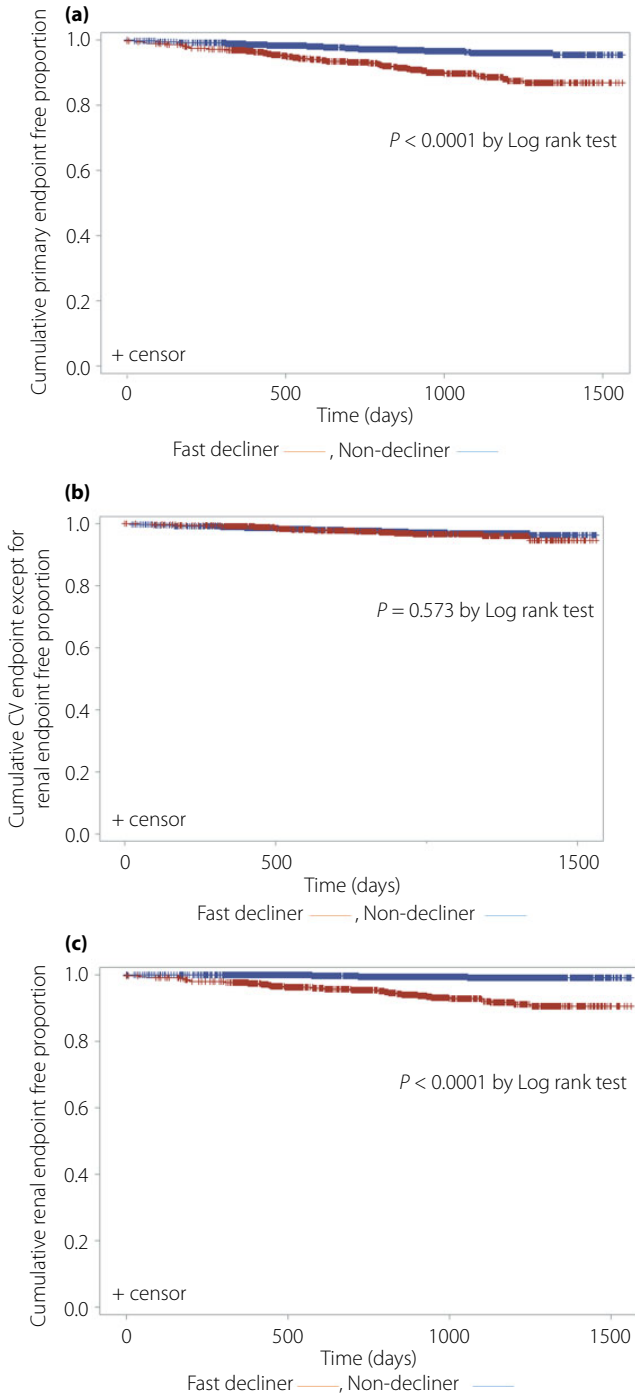 (a)
Cumulative primary endpoint free proportion
1.0
0.8
0.6
0.4
0.2
0.0
P < 0.0001 by Log rank test
+ censor
0 500 1000 1500
Time (days)
Fast decliner , Non-decliner
(b)
Cumulative CV endpoint except for
renal endpoint free proportion
1.0
0.8
0.6
0.4
0.2
0.0
P = 0.573 by Log rank test
+ censor
0 500 1500
Time (days)
Fast decliner , Non-decliner
(c)
Cumulative renal endpoint free proportion
1.0
0.8
0.6
0.4
0.2
0.0
P < 0.0001 by Log rank test
+ censor
0 500 1000 1500
Time (days)
Fast decliner , Non-decliner